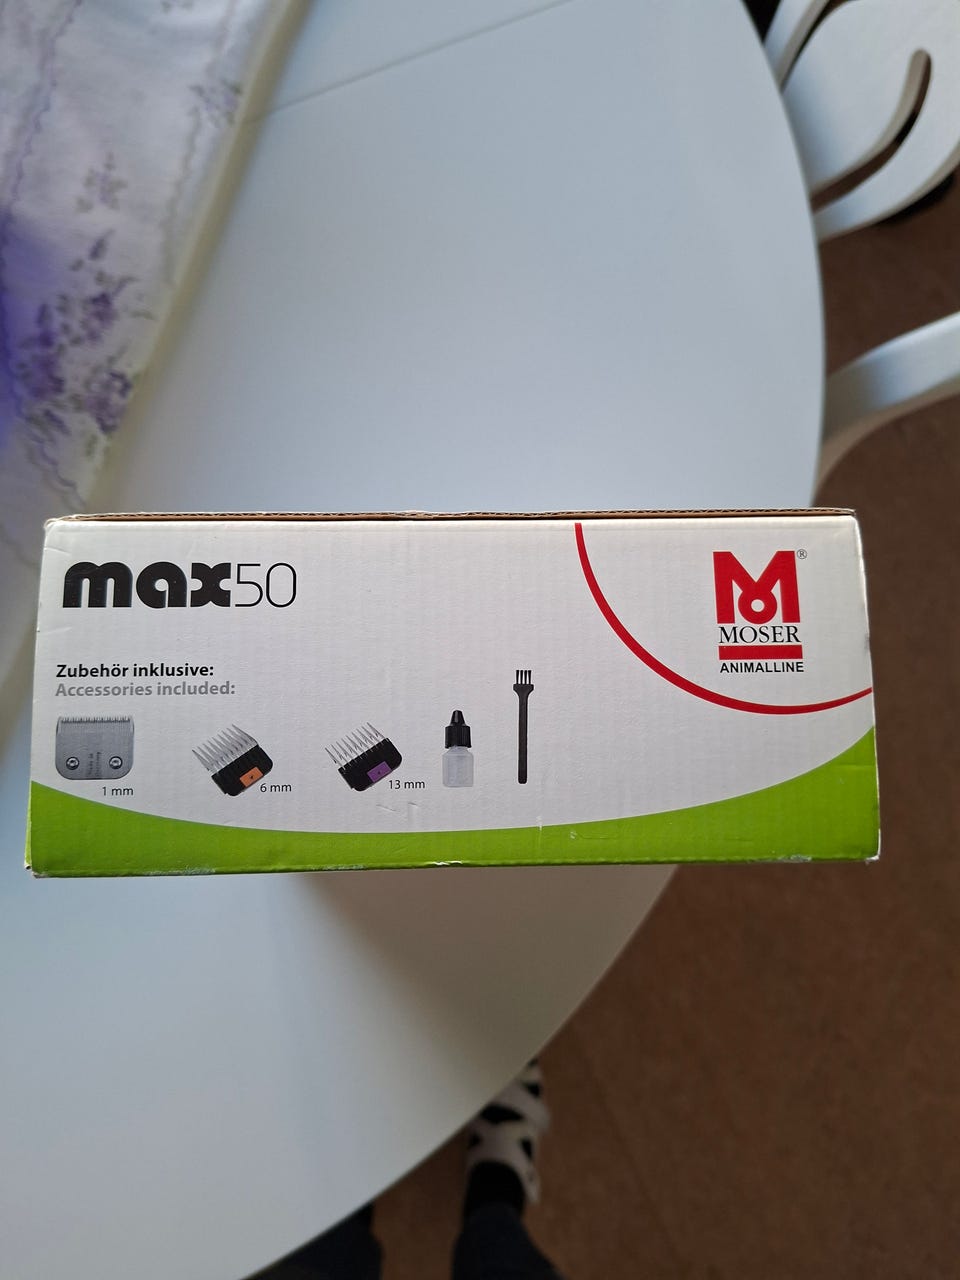 max50
Zubehör inklusive:
Accessories included:
1 mm
6 mm
13 mm
M®
MOSER
ANIMALLINE